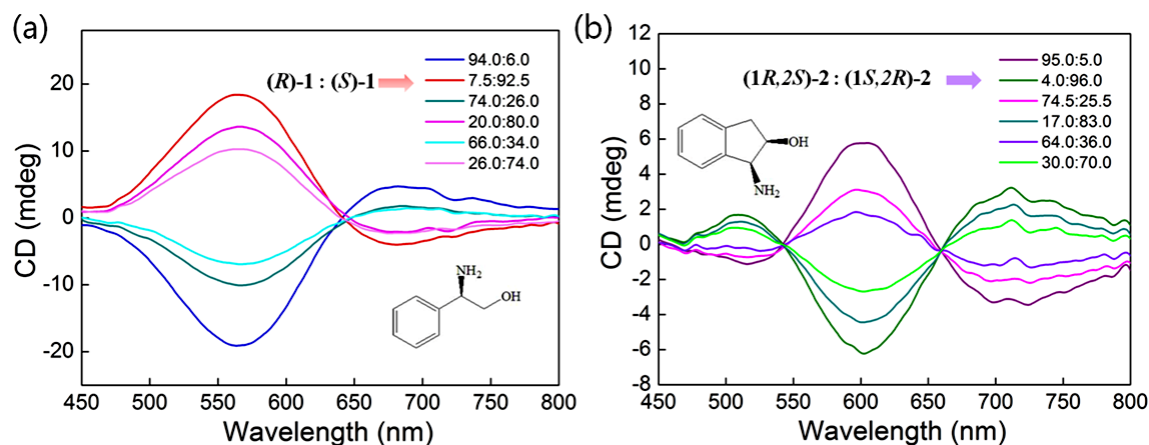 (a)
CD (mdeg)
20
10
0
-10
-20
(R)-1 : (S)-1
94.0:6.0
7.5:92.5
74.0:26.0
20.0:80.0
66.0:34.0
26.0:74.0
NH2
OH
450 500 550 600 650 700 750 800
Wavelength (nm)
(b)
CD (mdeg)
12
10
8
6
4
2
0
-2
-4
-6
-8
(1R,2S)-2 : (1S,2R)-2
95.0:5.0
4.0:96.0
74.5:25.5
17.0:83.0
64.0:36.0
30.0:70.0
OH
NH2
450 500 550 600 650 700 750 800
Wavelength (nm)